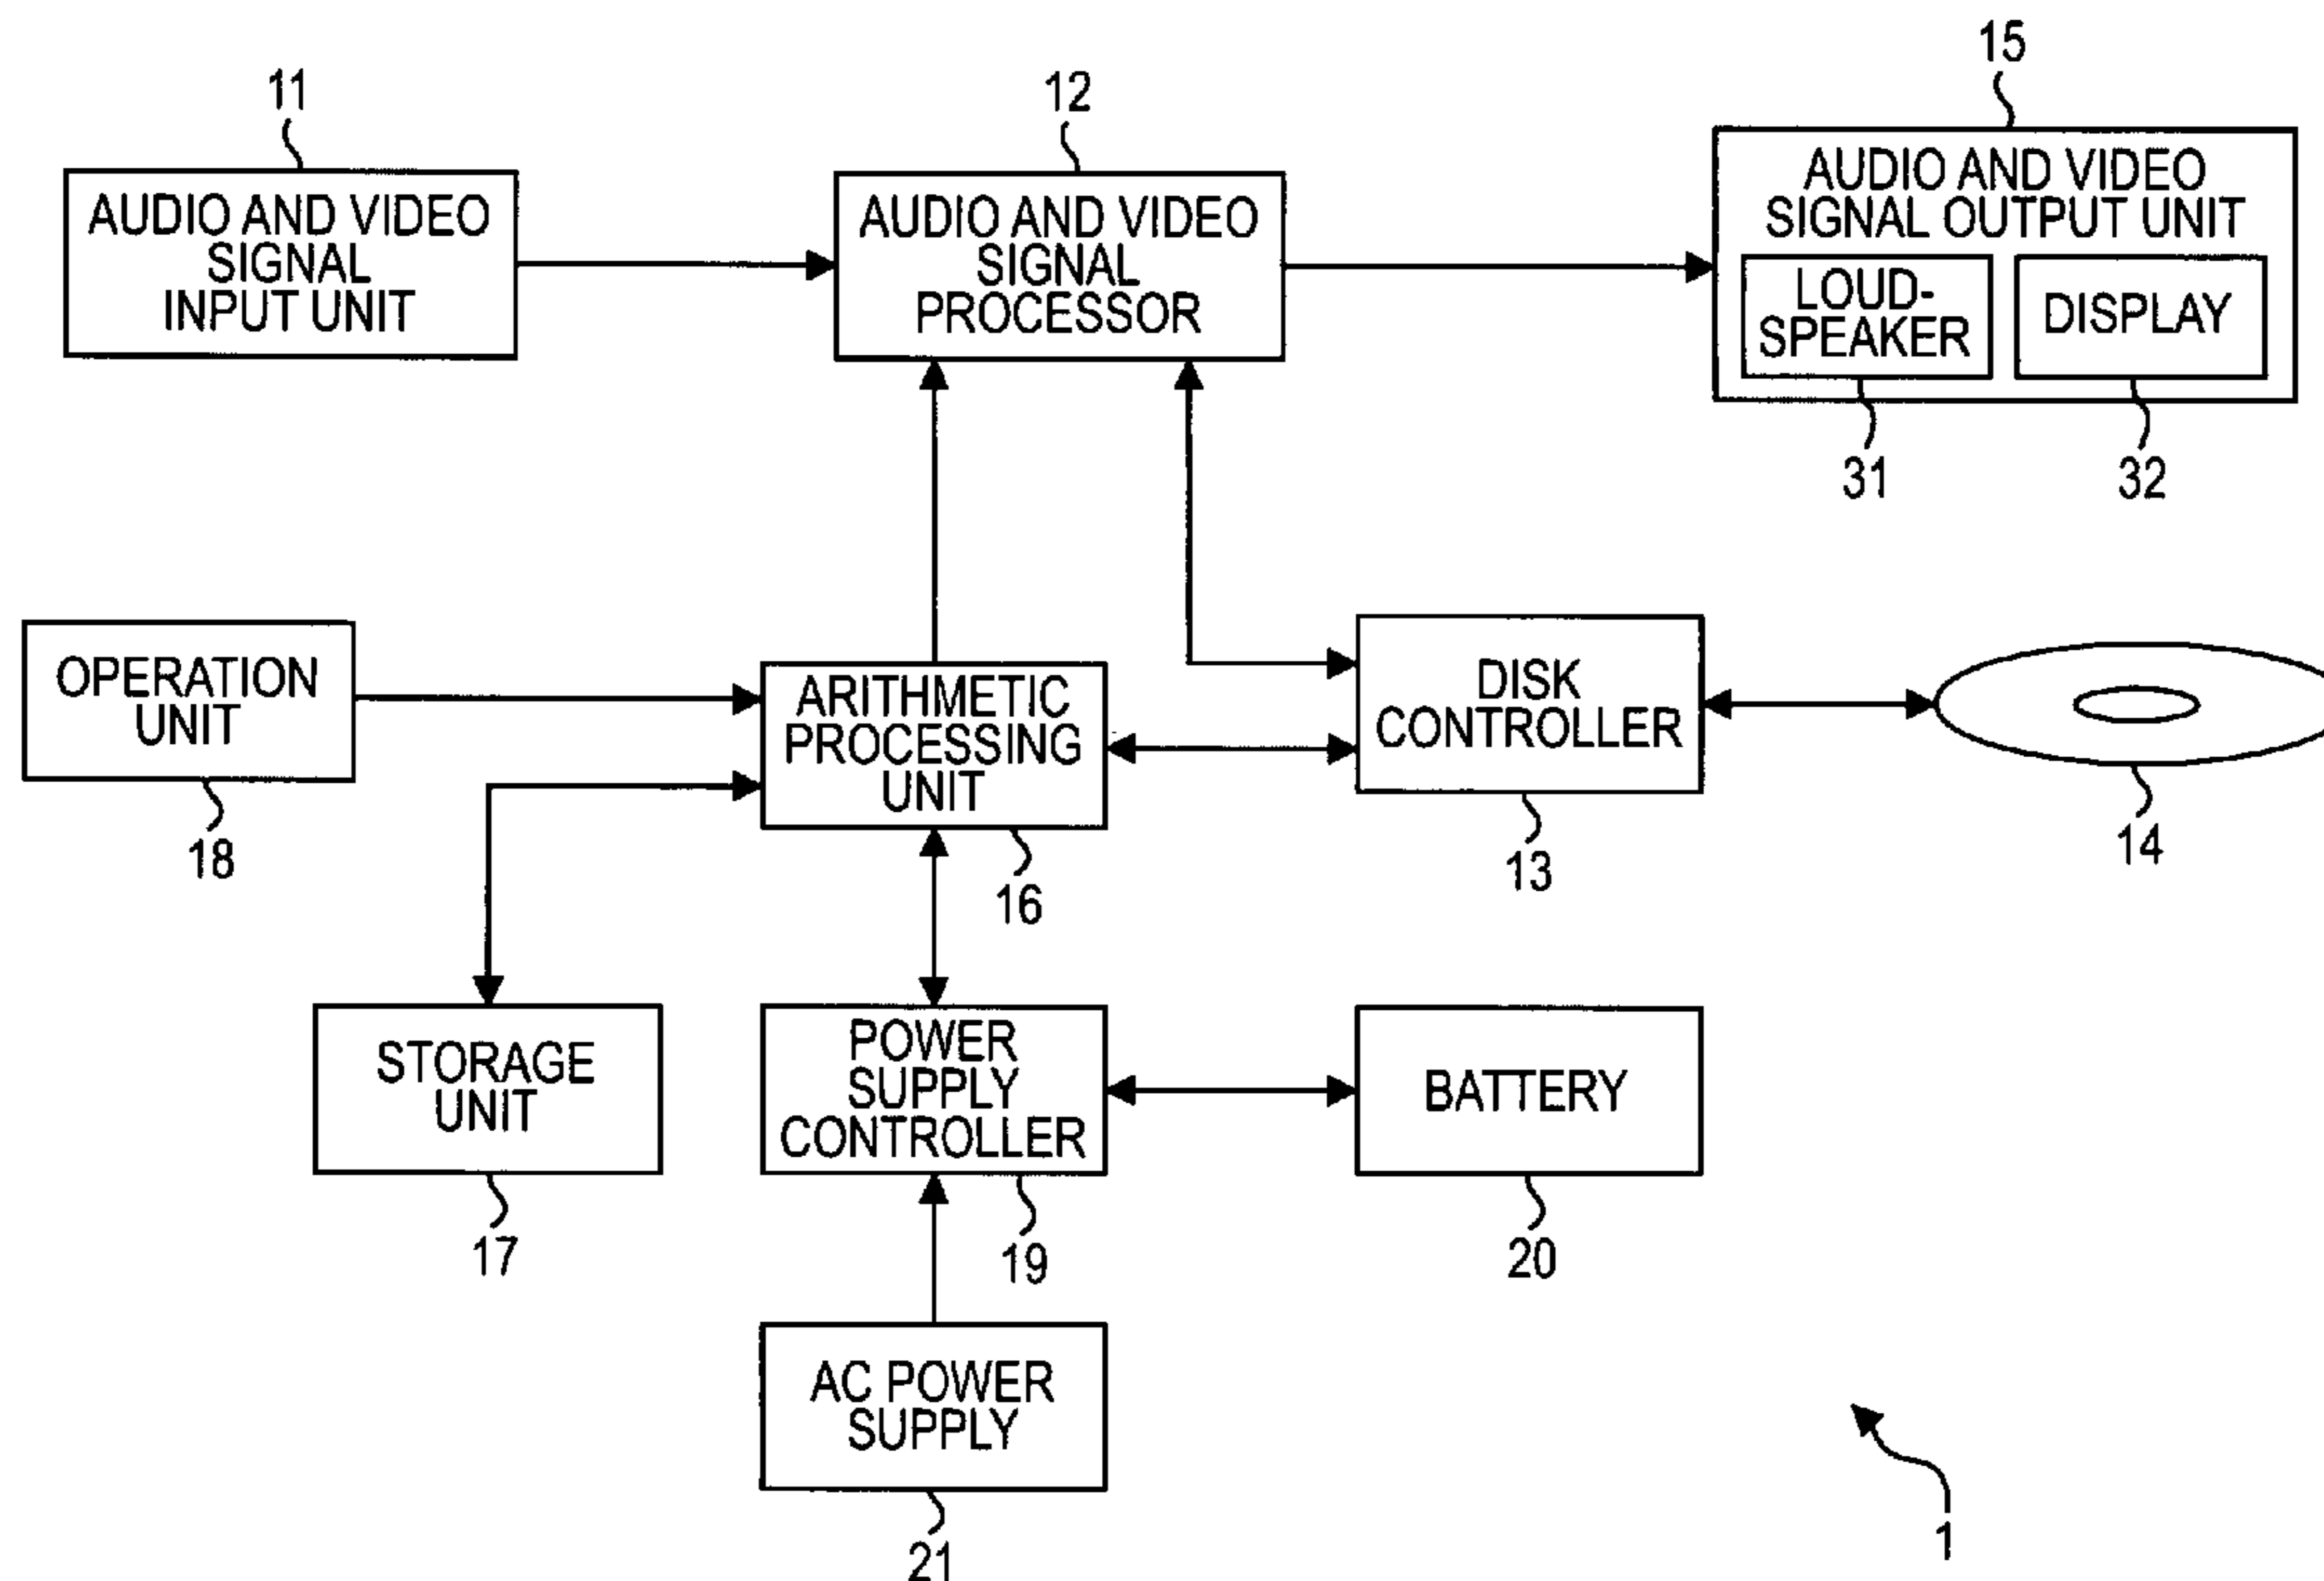 15
11
12
AUDIO AND VIDEO
SIGNAL
INPUT UNIT
AUDIO AND VIDEO
SIGNAL
PROCESSOR
AUDIO AND VIDEO
SIGNAL OUTPUT UNIT
LOUD-
SPEAKER
DISPLAY
31
32
OPERATION
UNIT
18
ARITHMETIC
PROCESSING
UNIT
16
DISK
CONTROLLER
13
14
STORAGE
UNIT
17
POWER
SUPPLY
CONTROLLER
19
BATTERY
20
AC POWER
SUPPLY
21
1